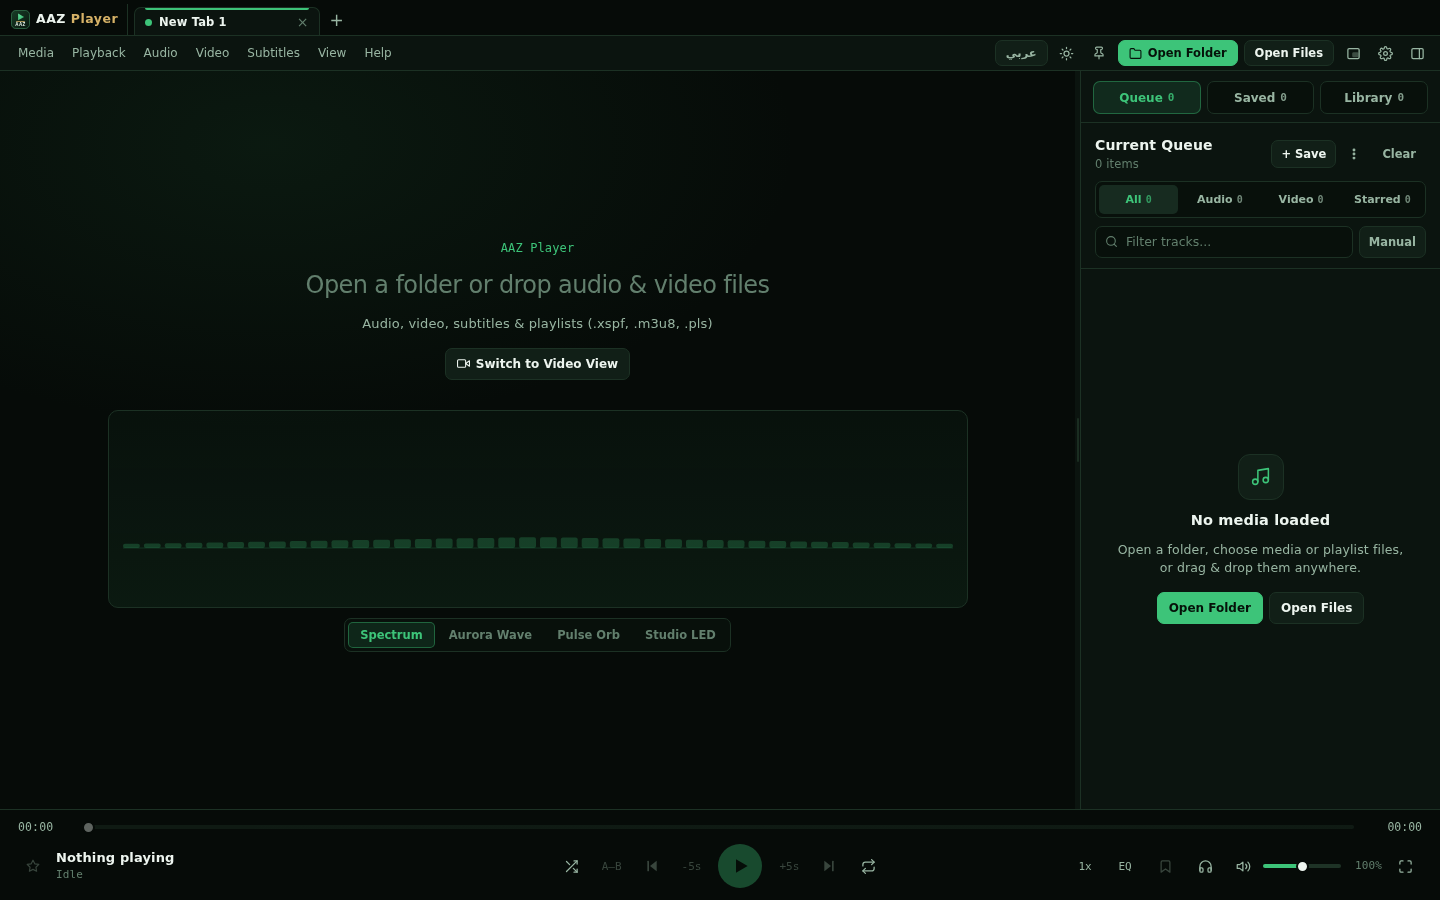 AAZ Player
New Tab 1
Media Playback Audio Video Subtitles View Help
عربي
Open Folder
Open Files
Queue 0
Saved 0
Library 0
Current Queue
0 items
+ Save
Clear
All 0
Audio 0
Video 0
Starred 0
Filter tracks...
Manual
AAZ Player
Open a folder or drop audio & video files
Audio, video, subtitles & playlists (.xspf, .m3u8, .pls)
Switch to Video View
Spectrum
Aurora Wave
Pulse Orb
Studio LED
No media loaded
Open a folder, choose media or playlist files,
or drag & drop them anywhere.
Open Folder
Open Files
00:00
00:00
Nothing playing
Idle
A–B
-5s
+5s
1x
EQ
100%